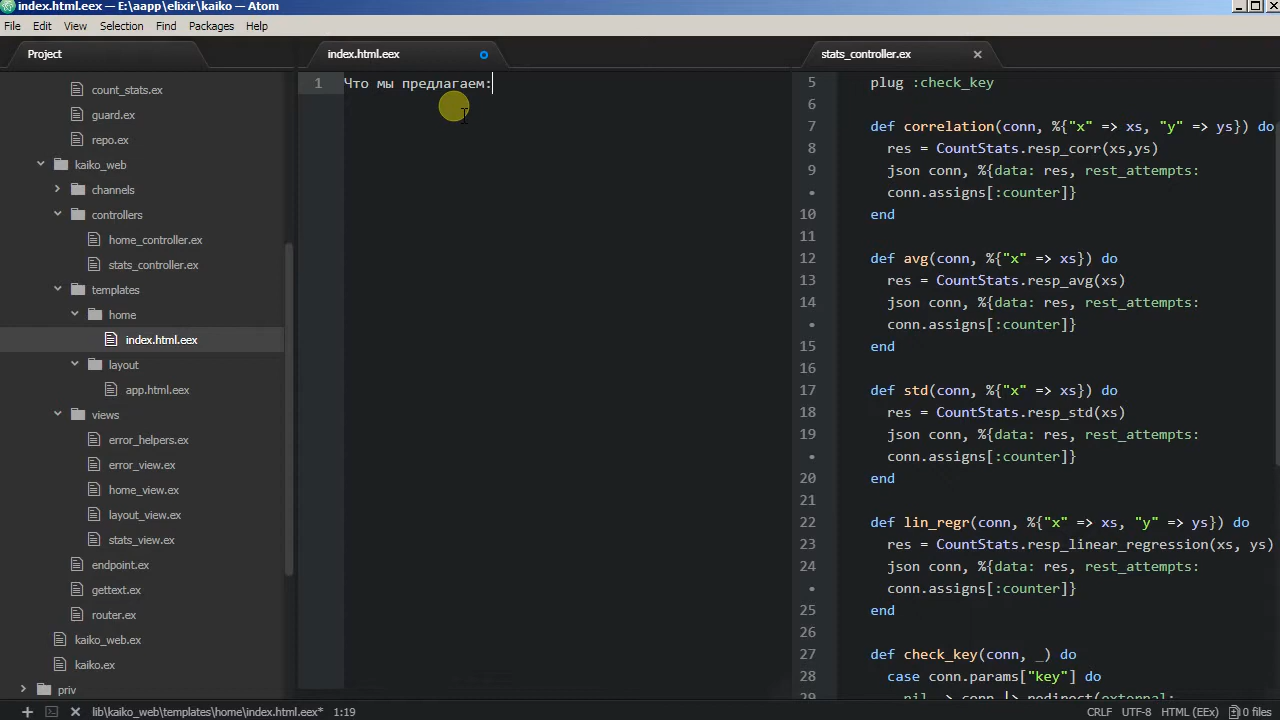 index.html.eex — E:\aapp\elixir\kaiko — Atom
File Edit View Selection Find Packages Help
Project
count_stats.ex
guard.ex
repo.ex
kaiko_web
channels
controllers
home_controller.ex
stats_controller.ex
templates
home
index.html.eex
layout
app.html.eex
views
error_helpers.ex
error_view.ex
home_view.ex
layout_view.ex
stats_view.ex
endpoint.ex
gettext.ex
router.ex
kaiko_web.ex
kaiko.ex
priv
index.html.eex
1 Что мы предлагаем:
stats_controller.ex
5 plug :check_key
6
7 def correlation(conn, %{"x" => xs, "y" => ys}) do
8 res = CountStats.resp_corr(xs,ys)
9 json conn, %{data: res, rest_attempts:
• conn.assigns[:counter]}
10 end
11
12 def avg(conn, %{"x" => xs}) do
13 res = CountStats.resp_avg(xs)
14 json conn, %{data: res, rest_attempts:
• conn.assigns[:counter]}
15 end
16
17 def std(conn, %{"x" => xs}) do
18 res = CountStats.resp_std(xs)
19 json conn, %{data: res, rest_attempts:
• conn.assigns[:counter]}
20 end
21
22 def lin_regr(conn, %{"x" => xs, "y" => ys}) do
23 res = CountStats.resp_linear_regression(xs, ys)
24 json conn, %{data: res, rest_attempts:
• conn.assigns[:counter]}
25 end
26
27 def check_key(conn, _) do
28 case conn.params["key"] do
29 nil -> conn |> redirect(external:
lib\kaiko_web\templates\home\index.html.eex* 1:19
CRLF UTF-8 HTML (EEx) 0 files